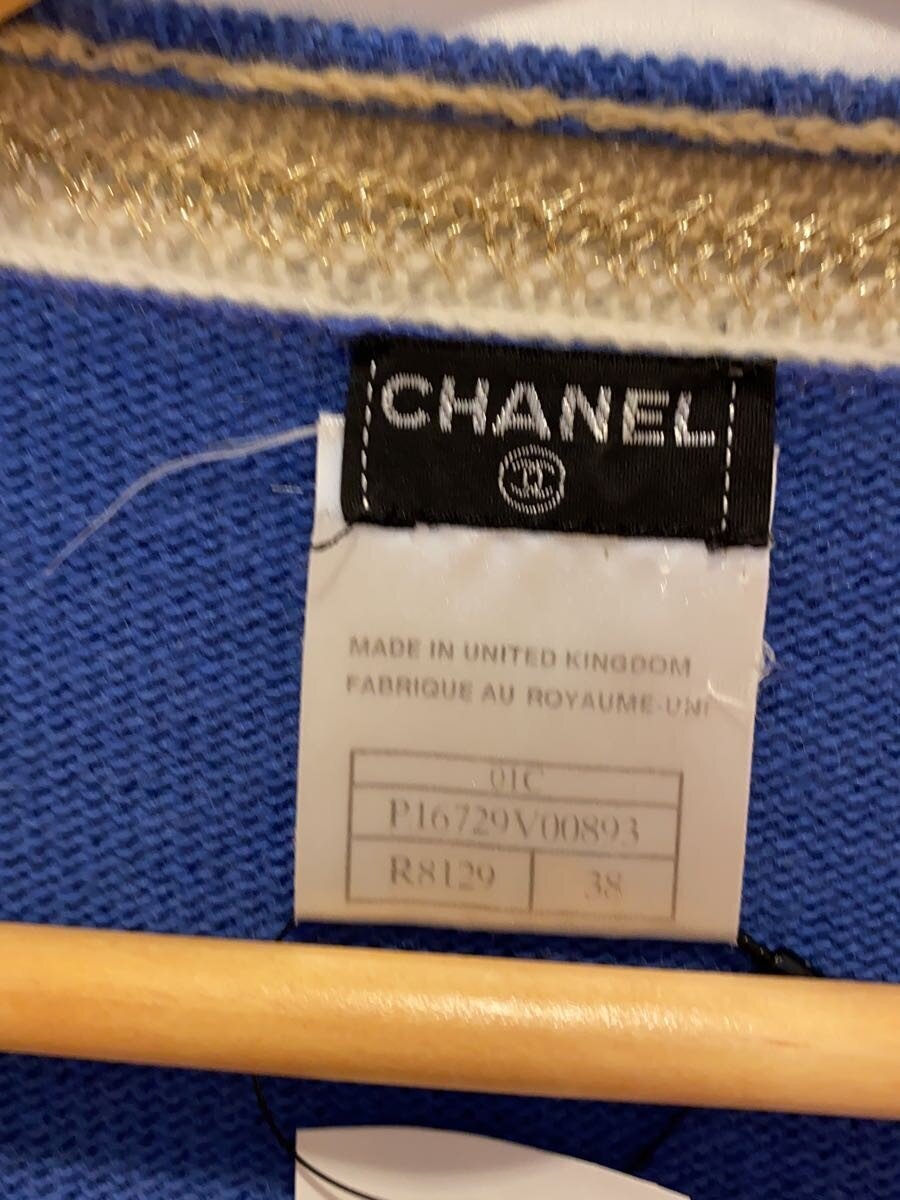 CHANEL
MADE IN UNITED KINGDOM
FABRIQUE AU ROYAUME-UNI
01C
P16729V00893
R8129 38